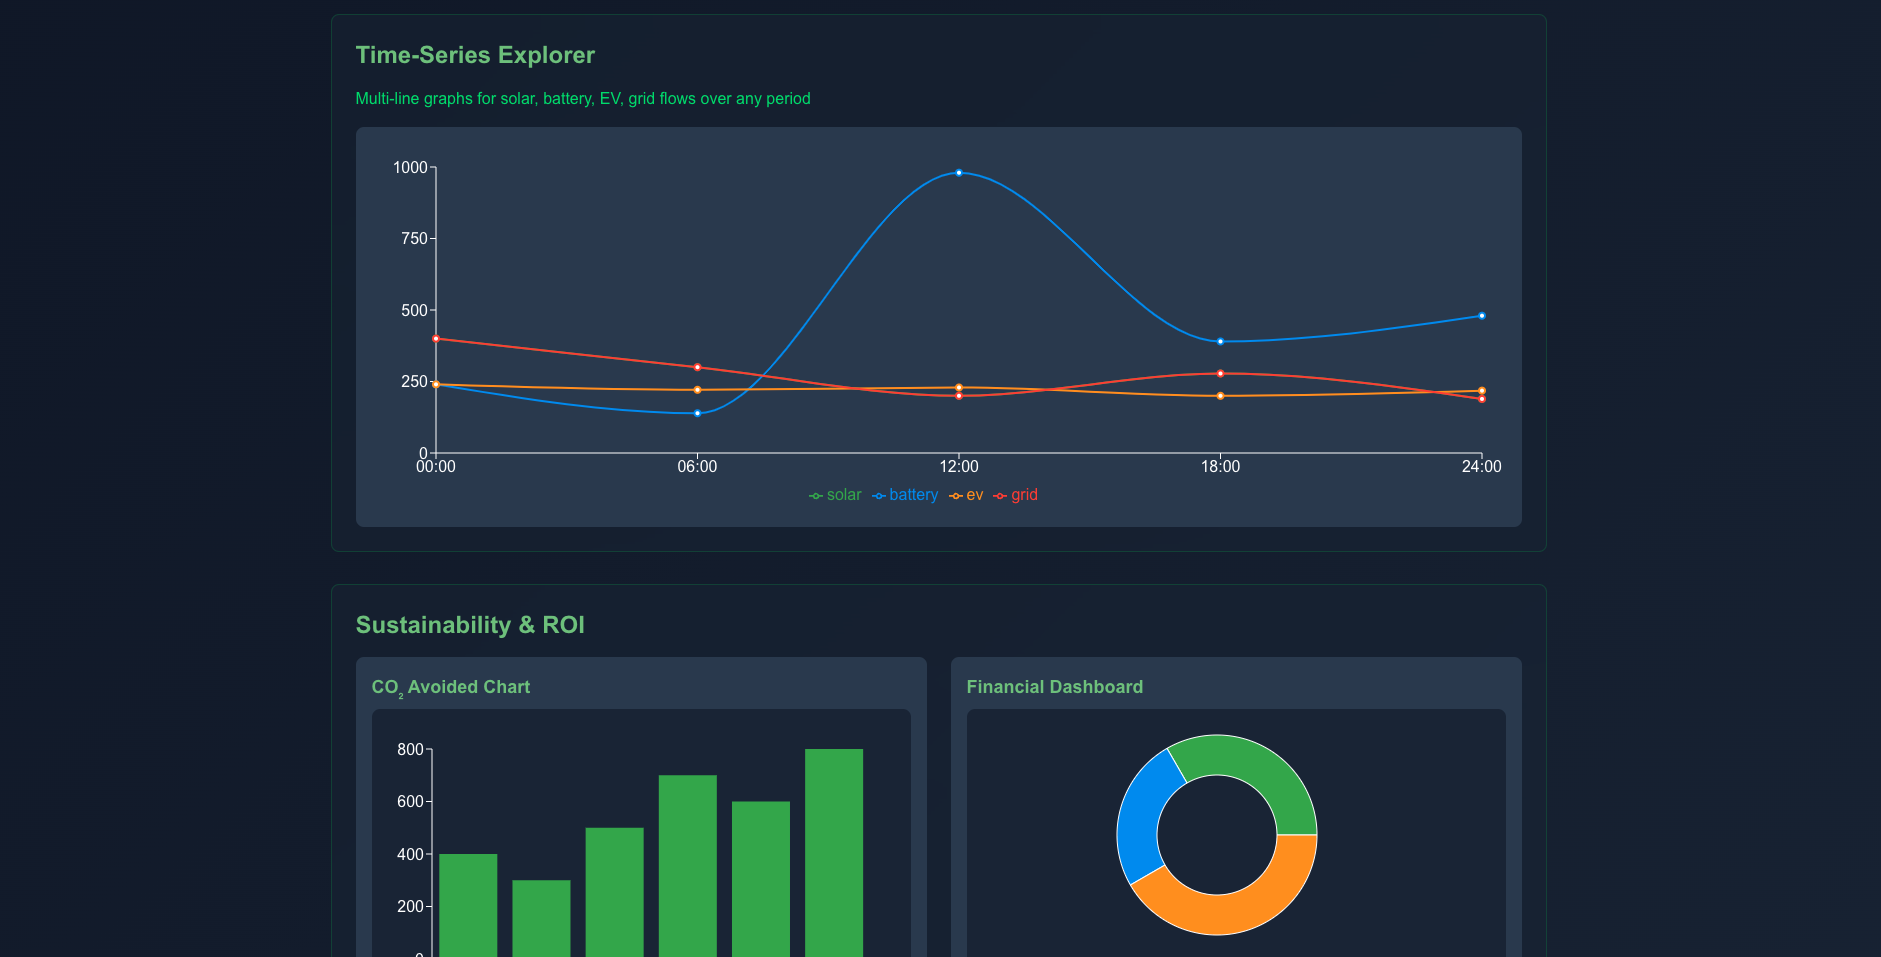 Time-Series Explorer
Multi-line graphs for solar, battery, EV, grid flows over any period
1000
750
500
250
0
00:00 06:00 12:00 18:00 24:00
solar battery ev grid
Sustainability & ROI
CO₂ Avoided Chart
800
600
400
200
0
Financial Dashboard